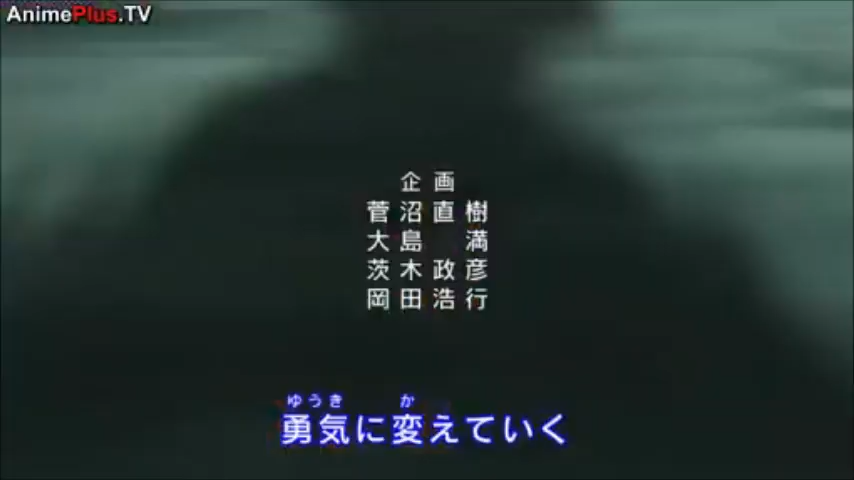 AnimePlus.TV
企画
菅沼直樹
大島 満
茨木政彦
岡田浩行
ゆうき か
勇気に変えていく